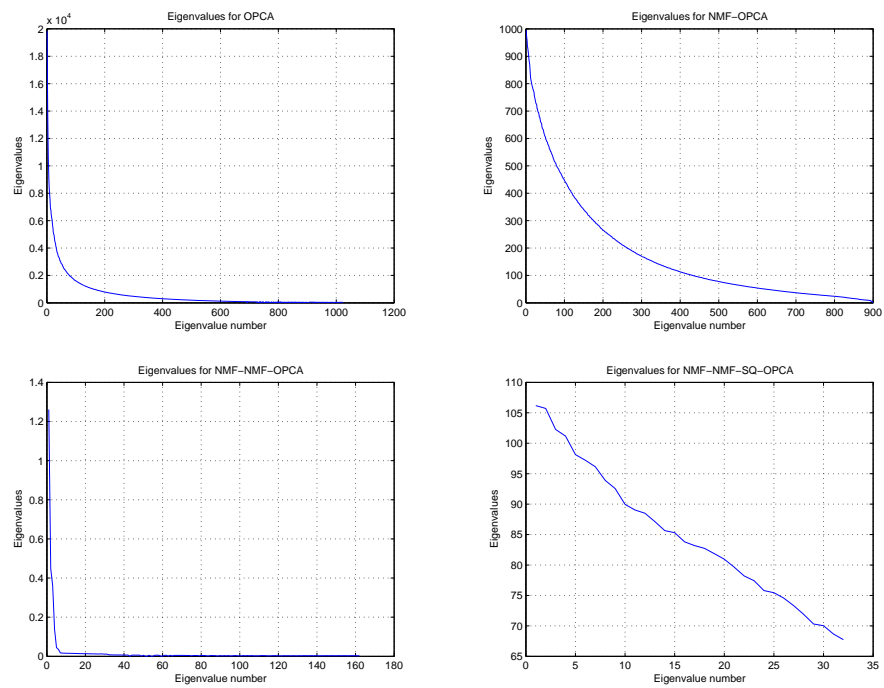 Eigenvalues for OPCA
x 10^4
2
1.8
1.6
1.4
1.2
1
0.8
0.6
0.4
0.2
0
Eigenvalues
0 200 400 600 800 1000 1200
Eigenvalue number
Eigenvalues for NMF−OPCA
1000
900
800
700
600
500
400
300
200
100
0
Eigenvalues
0 100 200 300 400 500 600 700 800 900
Eigenvalue number
Eigenvalues for NMF−NMF−OPCA
1.4
1.2
1
0.8
0.6
0.4
0.2
0
Eigenvalues
0 20 40 60 80 100 120 140 160 180
Eigenvalue number
Eigenvalues for NMF−NMF−SQ−OPCA
110
105
100
95
90
85
80
75
70
65
Eigenvalues
0 5 10 15 20 25 30 35
Eigenvalue number